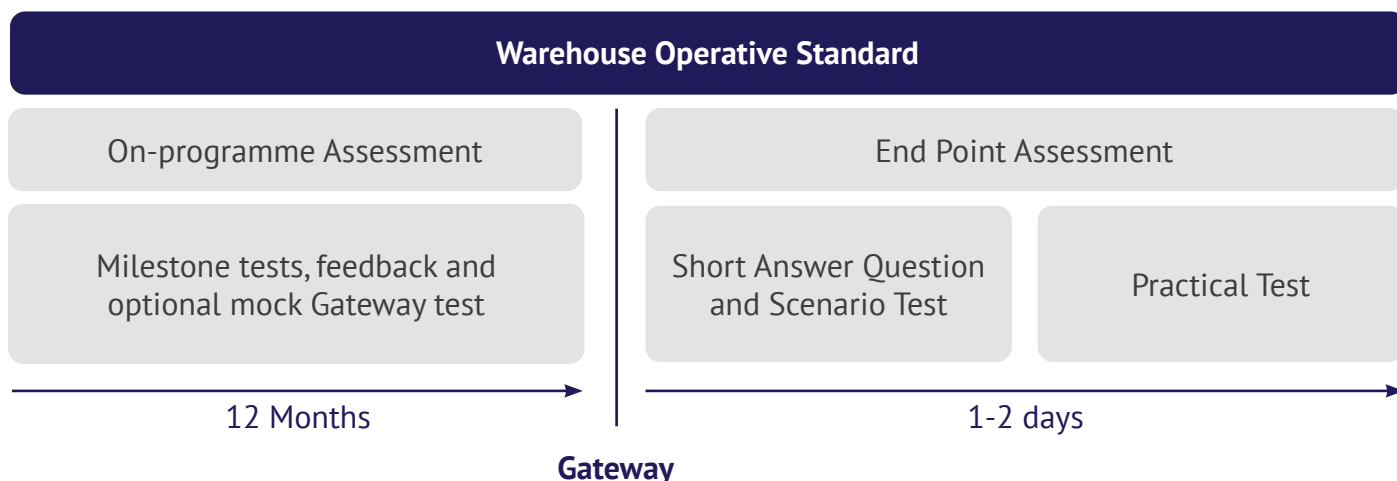 Warehouse Operative Standard
On-programme Assessment
End Point Assessment
Milestone tests, feedback and
optional mock Gateway test
Short Answer Question
and Scenario Test
Practical Test
12 Months
1-2 days
Gateway